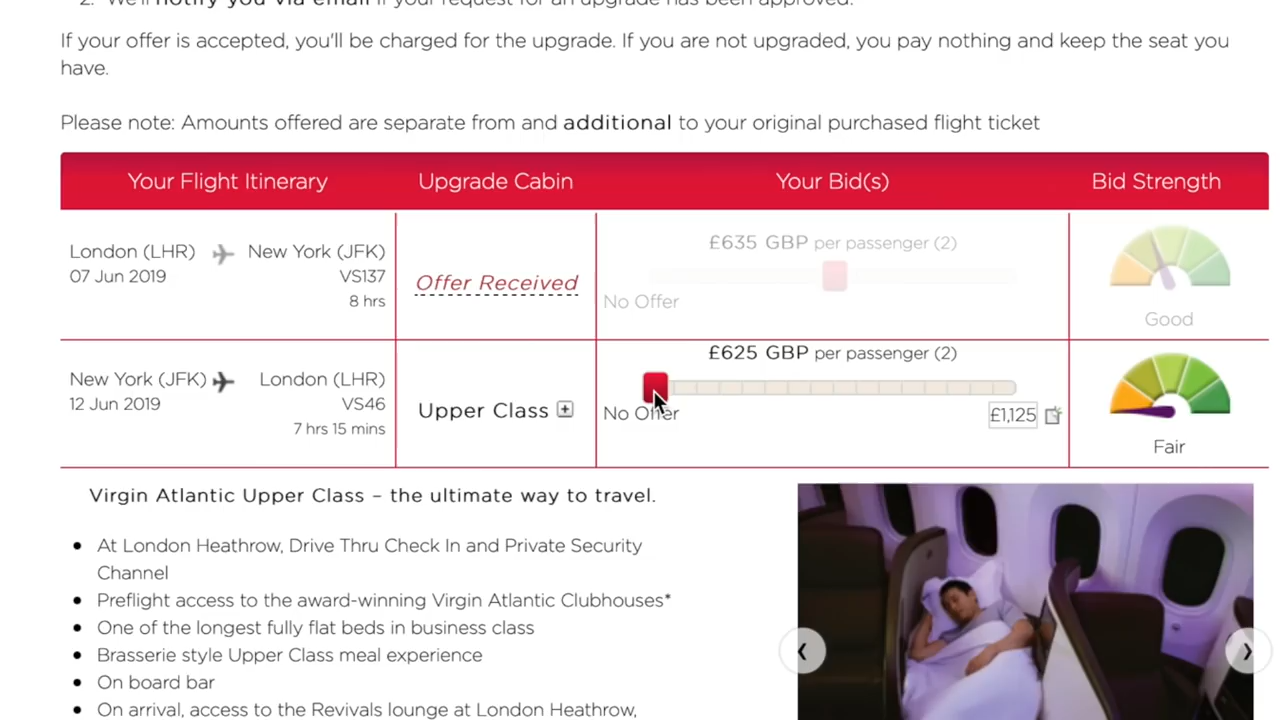 2. We'll notify you via email if your request for an upgrade has been approved.
If your offer is accepted, you'll be charged for the upgrade. If you are not upgraded, you pay nothing and keep the seat you
have.
Please note: Amounts offered are separate from and additional to your original purchased flight ticket
Your Flight Itinerary Upgrade Cabin Your Bid(s) Bid Strength
London (LHR) New York (JFK)
07 Jun 2019 VS137
8 hrs
Offer Received
£635 GBP per passenger (2)
No Offer
Good
New York (JFK) London (LHR)
12 Jun 2019 VS46
7 hrs 15 mins
Upper Class
£625 GBP per passenger (2)
No Offer £1,125
Fair
Virgin Atlantic Upper Class – the ultimate way to travel.
At London Heathrow, Drive Thru Check In and Private Security
Channel
Preflight access to the award-winning Virgin Atlantic Clubhouses*
One of the longest fully flat beds in business class
Brasserie style Upper Class meal experience
On board bar
On arrival, access to the Revivals lounge at London Heathrow,